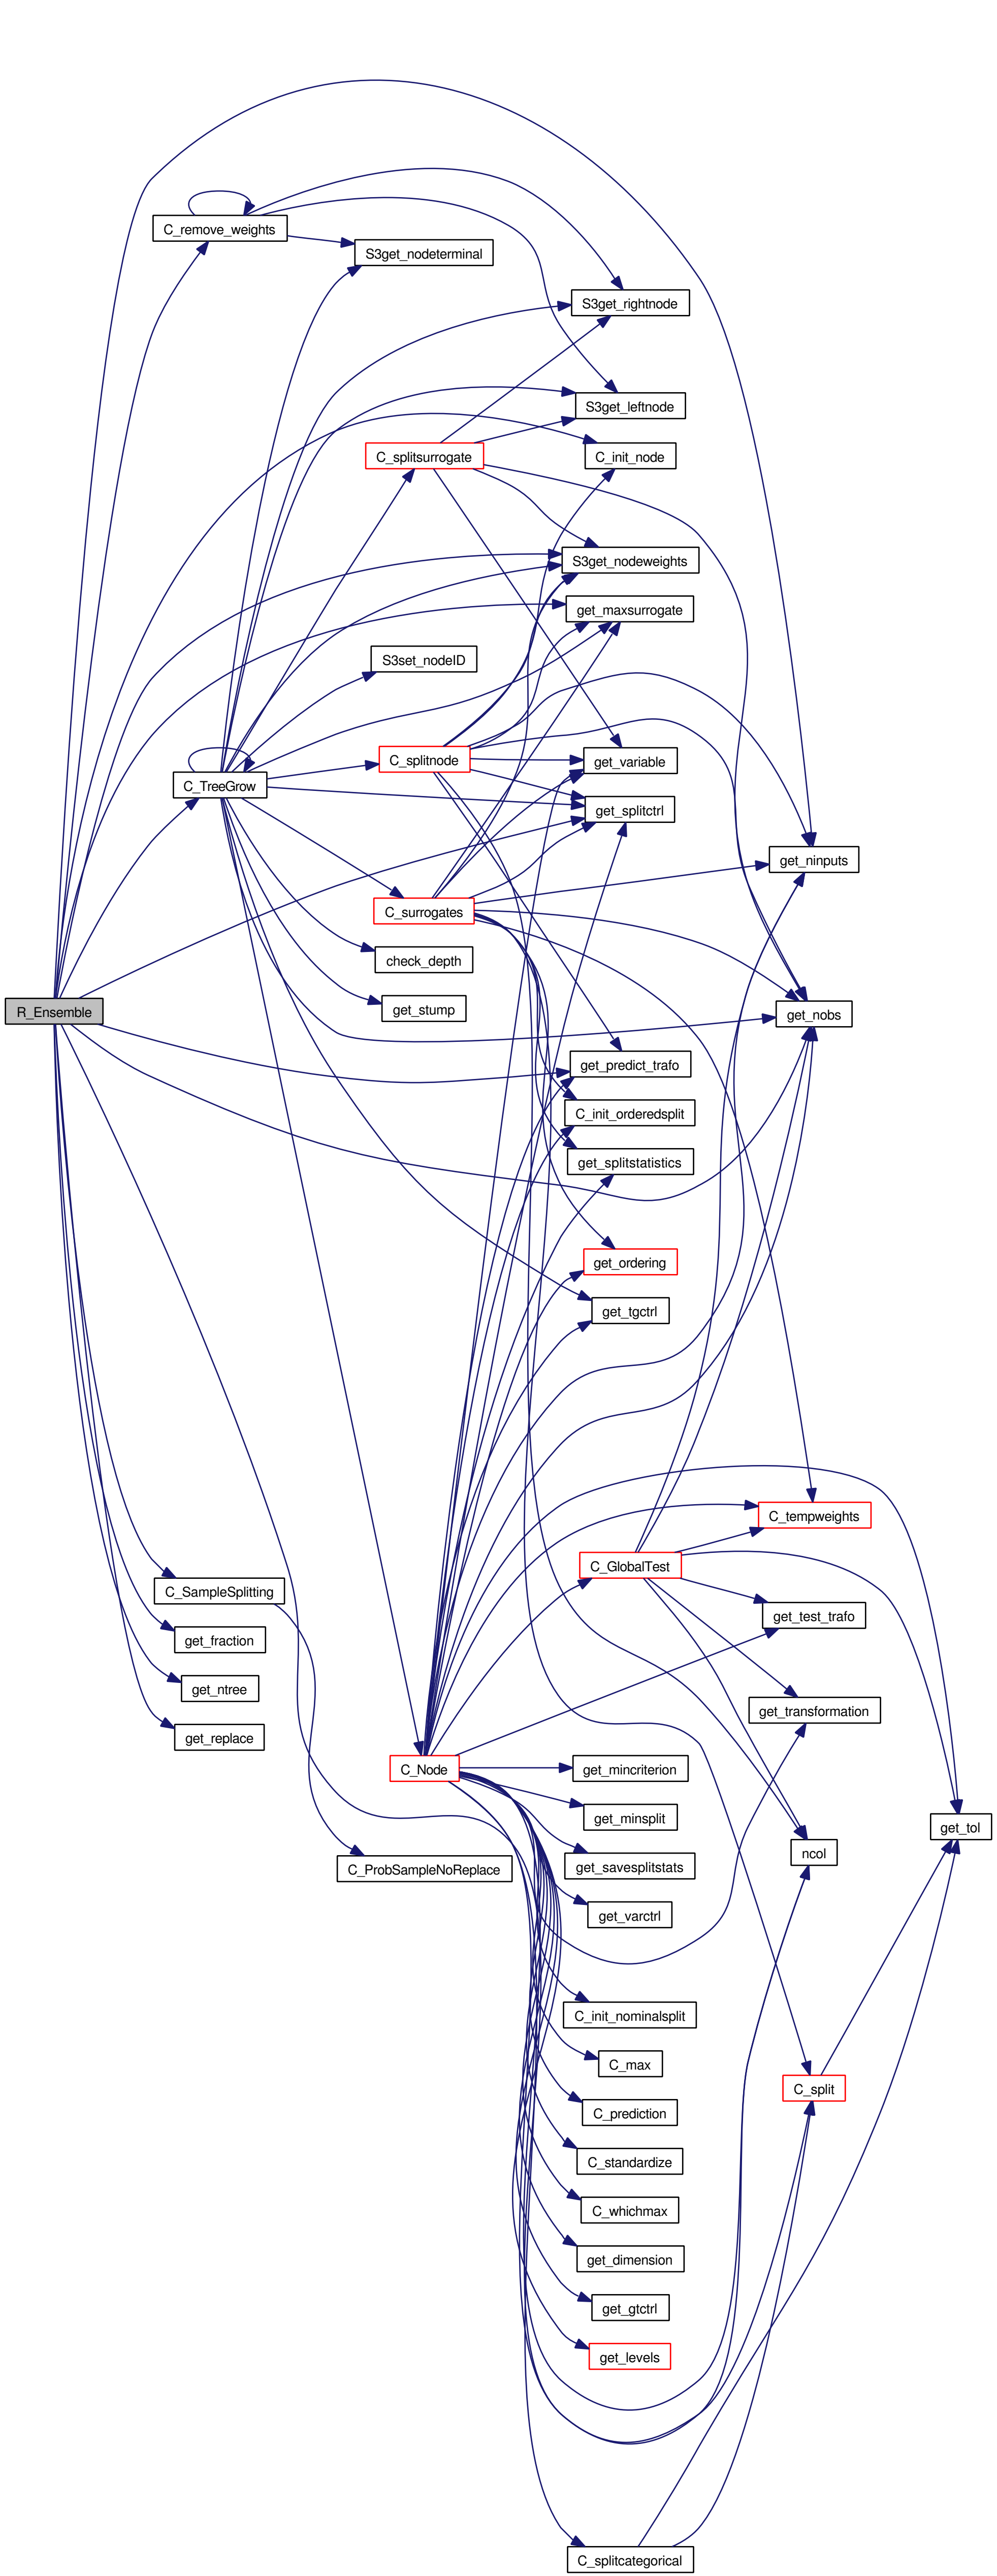 C_remove_weights
S3get_nodeterminal
S3get_rightnode
S3get_leftnode
C_splitsurrogate
C_init_node
S3get_nodeweights
get_maxsurrogate
S3set_nodeID
C_splitnode
get_variable
C_TreeGrow
get_splitctrl
get_ninputs
C_surrogates
check_depth
get_stump
R_Ensemble
get_nobs
get_predict_trafo
C_init_orderedsplit
get_splitstatistics
get_ordering
get_tgctrl
C_tempweights
C_GlobalTest
C_SampleSplitting
get_test_trafo
get_fraction
get_ntree
get_transformation
get_replace
C_Node
get_mincriterion
get_minsplit
get_tol
ncol
get_savesplitstats
C_ProbSampleNoReplace
get_varctrl
C_init_nominalsplit
C_max
C_split
C_prediction
C_standardize
C_whichmax
get_dimension
get_gtctrl
get_levels
C_splitcategorical